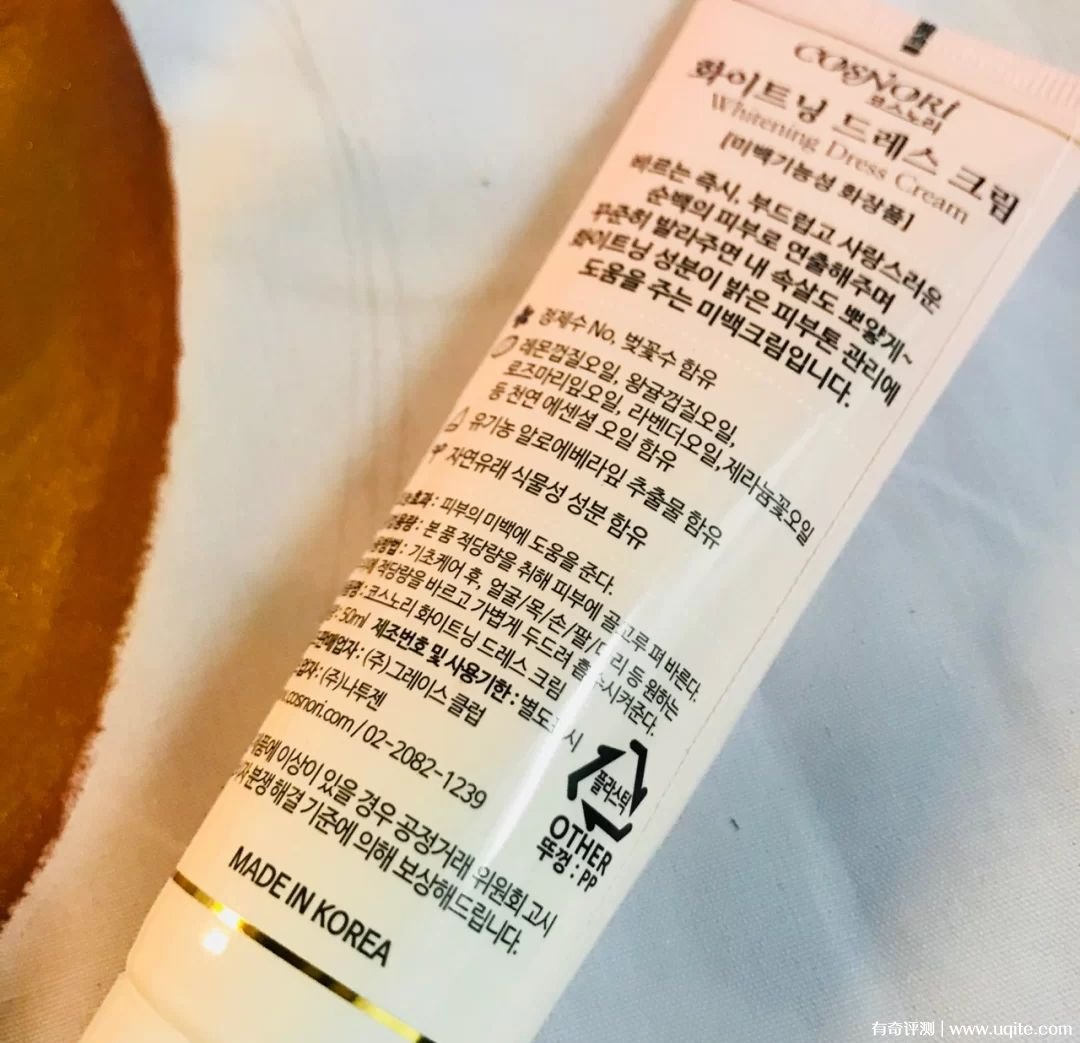 COSNORI
코스노리
화이트닝 드레스 크림
Whitening Dress Cream
[미백기능성 화장품]
바르는 즉시, 부드럽고 사랑스러운
순백의 피부로 연출해주며
꾸준히 발라주면 내 속살도 뽀얗게~
화이트닝 성분이 밝은 피부톤 관리에
도움을 주는 미백크림입니다.
정제수 No, 벚꽃수 함유
레몬껍질오일, 왕귤껍질오일,
로즈마리잎오일, 라벤더오일, 제라늄꽃오일
등 천연 에센셜 오일 함유
유기농 알로에베라잎 추출물 함유
자연유래 식물성 성분 함유
효과 : 피부의 미백에 도움을 준다.
용량 : 본 품 적당량을 취해 피부에 골고루 펴 바른다.
방법 : 기초케어 후, 얼굴/목/손/팔/다리 등 원하는
적당량을 바르고 가볍게 두드려 흡수시켜준다.
코스노리 화이트닝 드레스 크림
50ml 제조번호 및 사용기한 : 별도표시
판매업자 : (주)그레이스 클럽
업자 : (주)나투젠
.cosnori.com / 02-2082-1239
품에 이상이 있을 경우 공정거래 위원회 고시
자 분쟁 해결 기준에 의해 보상해드립니다.
플라스틱
OTHER
뚜껑 : PP
MADE IN KOREA
有奇评测 | www.uqite.com